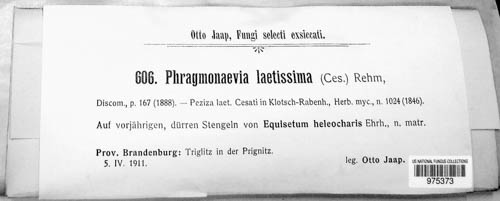 Otto Jaap, Fungi selecti exsiccati.
606. Phragmonaevia laetissima (Ces.) Rehm,
Discom., p. 167 (1888). — Peziza laet. Cesati in Klotsch-Rabenh., Herb. myc., n. 1024 (1846).
Auf vorjährigen, dürren Stengeln von Equisetum heleocharis Ehrh., n. matr.
Prov. Brandenburg: Triglitz in der Prignitz.
5. IV. 1911.
leg. Otto Jaap.
US NATIONAL FUNGUS COLLECTIONS
975373